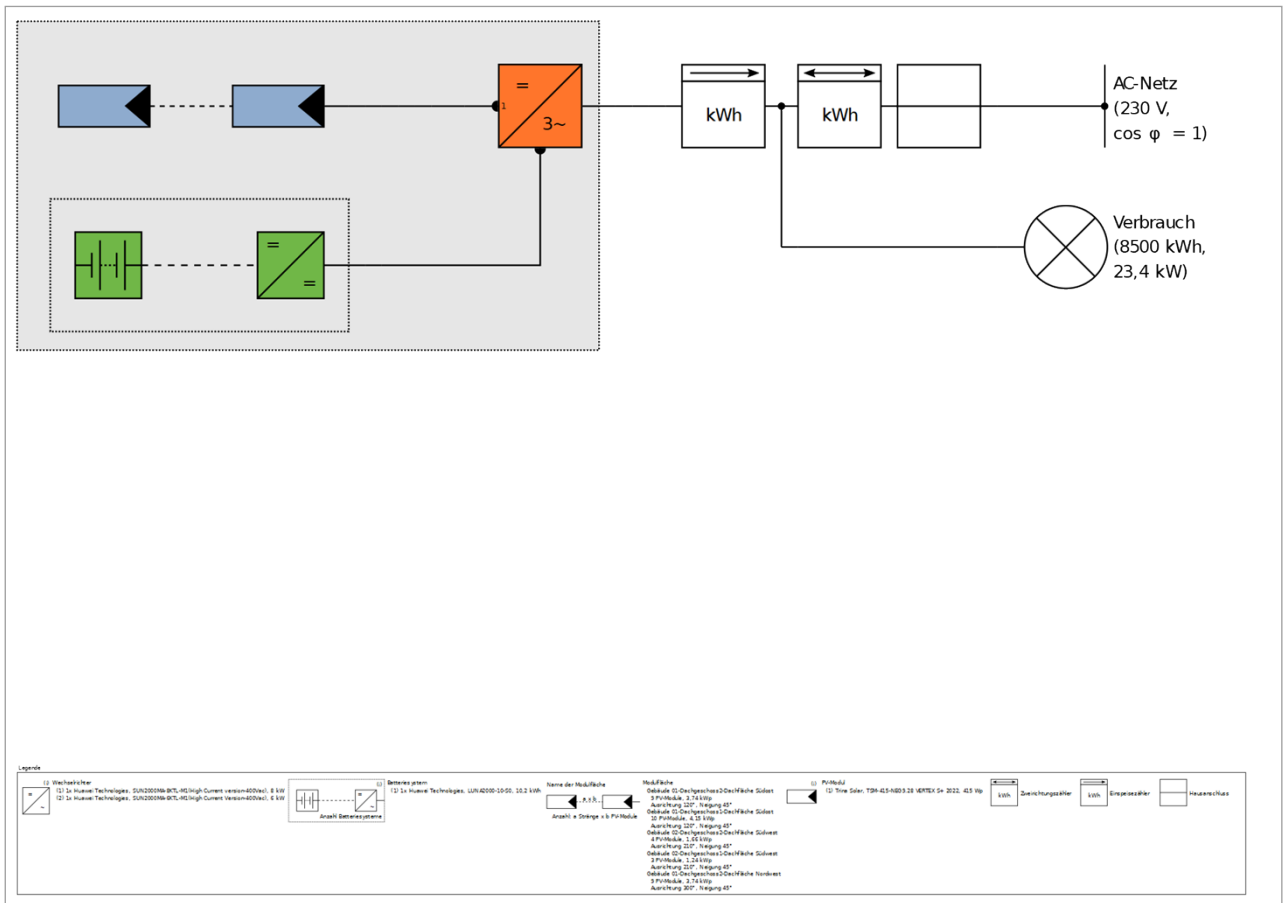 =
1
3~
kWh
kWh
AC-Netz
(230 V,
cos φ = 1)
=
=
Verbrauch
(8500 kWh,
23,4 kW)
Legende
(.) Wechselrichter
(1) 1x Huawei Technologies, SUN2000MA-8KTL-M1(High Current version-400Vac), 8 kW
(2) 1x Huawei Technologies, SUN2000MA-6KTL-M1(High Current Version-400Vac), 6 kW
(.) Batteriesystem
(1) 1x Huawei Technologies, LUNA2000-10-S0, 10,2 kWh
Anzahl Batteriesysteme
Name der Modulfläche
a x b
Anzahl: a Stränge x b PV-Module
Modulfläche
Gebäude 01-Dachgeschoss2-Dachfläche Südost
9 PV-Module, 3,74 kWp
Ausrichtung 120°, Neigung 45°
Gebäude 01-Dachgeschoss1-Dachfläche Südost
10 PV-Module, 4,15 kWp
Ausrichtung 120°, Neigung 45°
Gebäude 02-Dachgeschoss2-Dachfläche Südwest
4 PV-Module, 1,66 kWp
Ausrichtung 210°, Neigung 45°
Gebäude 02-Dachgeschoss1-Dachfläche Südwest
3 PV-Module, 1,24 kWp
Ausrichtung 210°, Neigung 45°
Gebäude 01-Dachgeschoss2-Dachfläche Nordwest
9 PV-Module, 3,74 kWp
Ausrichtung 300°, Neigung 45°
(.) PV-Modul
(1) Trina Solar, TSM-415-NEG9.28 VERTEX S+ 2022, 415 Wp
kWh
Zweirichtungszähler
kWh
Einspeisezähler
Hausanschluss